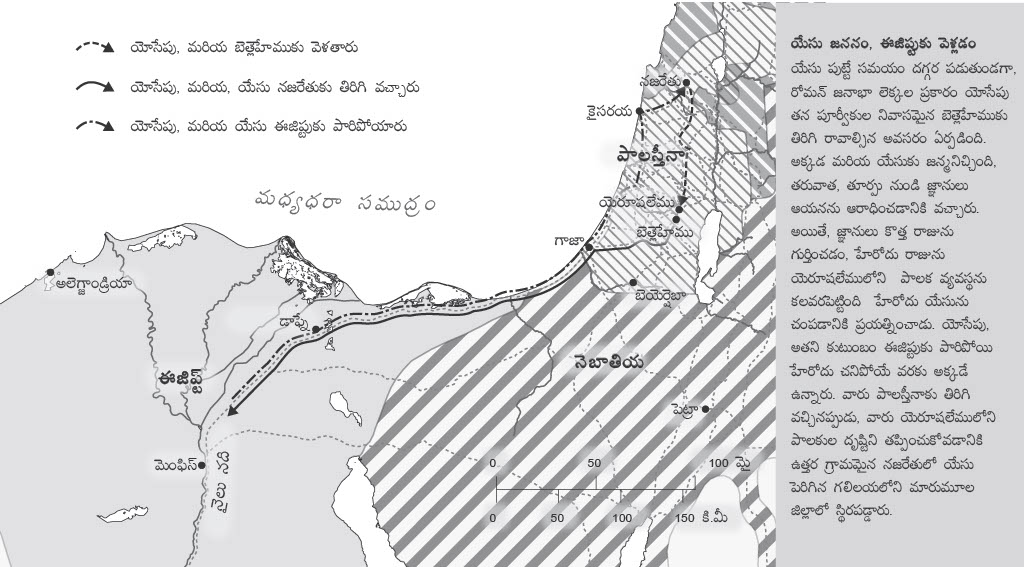 యోసేపు, మరియ బెత్లెహేముకు వెళతారు
యోసేపు, మరియ, యేసు నజరేతుకు తిరిగి వచ్చారు
యోసేపు, మరియ యేసు ఈజిప్టుకు పారిపోయారు
మధ్యధరా సముద్రం
నజరేతు
కైసరయ
పాలస్తీనా
యెరూషలేము
బెత్లెహేము
గాజా
బెయెర్షెబా
అలెగ్జాండ్రియా
డాఫ్నే
ఈజిప్ట్
నెబాతియ
పెట్రా
మెంఫిస్
నైలు నది
0 50 100 మై
0 50 100 150 కి.మీ
యేసు జననం, ఈజిప్టుకు పెళ్లడం
యేసు పుట్టే సమయం దగ్గర పడుతుండగా,
రోమన్ జనాభా లెక్కల ప్రకారం యోసేపు
తన పూర్వీకుల నివాసమైన బెత్లెహేముకు
తిరిగి రావాల్సిన అవసరం ఏర్పడింది.
అక్కడ మరియ యేసుకు జన్మనిచ్చింది,
తరువాత, తూర్పు నుండి జ్ఞానులు
ఆయనను ఆరాధించడానికి వచ్చారు.
అయితే, జ్ఞానులు కొత్త రాజును
గుర్తించడం, హేరోదు రాజును
యెరూషలేములోని పాలక వ్యవస్థను
కలవరపెట్టింది హేరోదు యేసును
చంపడానికి ప్రయత్నించాడు. యోసేపు,
అతని కుటుంబం ఈజిప్టుకు పారిపోయి
హేరోదు చనిపోయే వరకు అక్కడే
ఉన్నారు. వారు పాలస్తీనాకు తిరిగి
వచ్చినప్పుడు, వారు యెరూషలేములోని
పాలకుల దృష్టిని తప్పించుకోవడానికి
ఉత్తర గ్రామమైన నజరేతులో యేసు
పెరిగిన గలిలయలోని మారుమూల
జిల్లాలో స్థిరపడ్డారు.